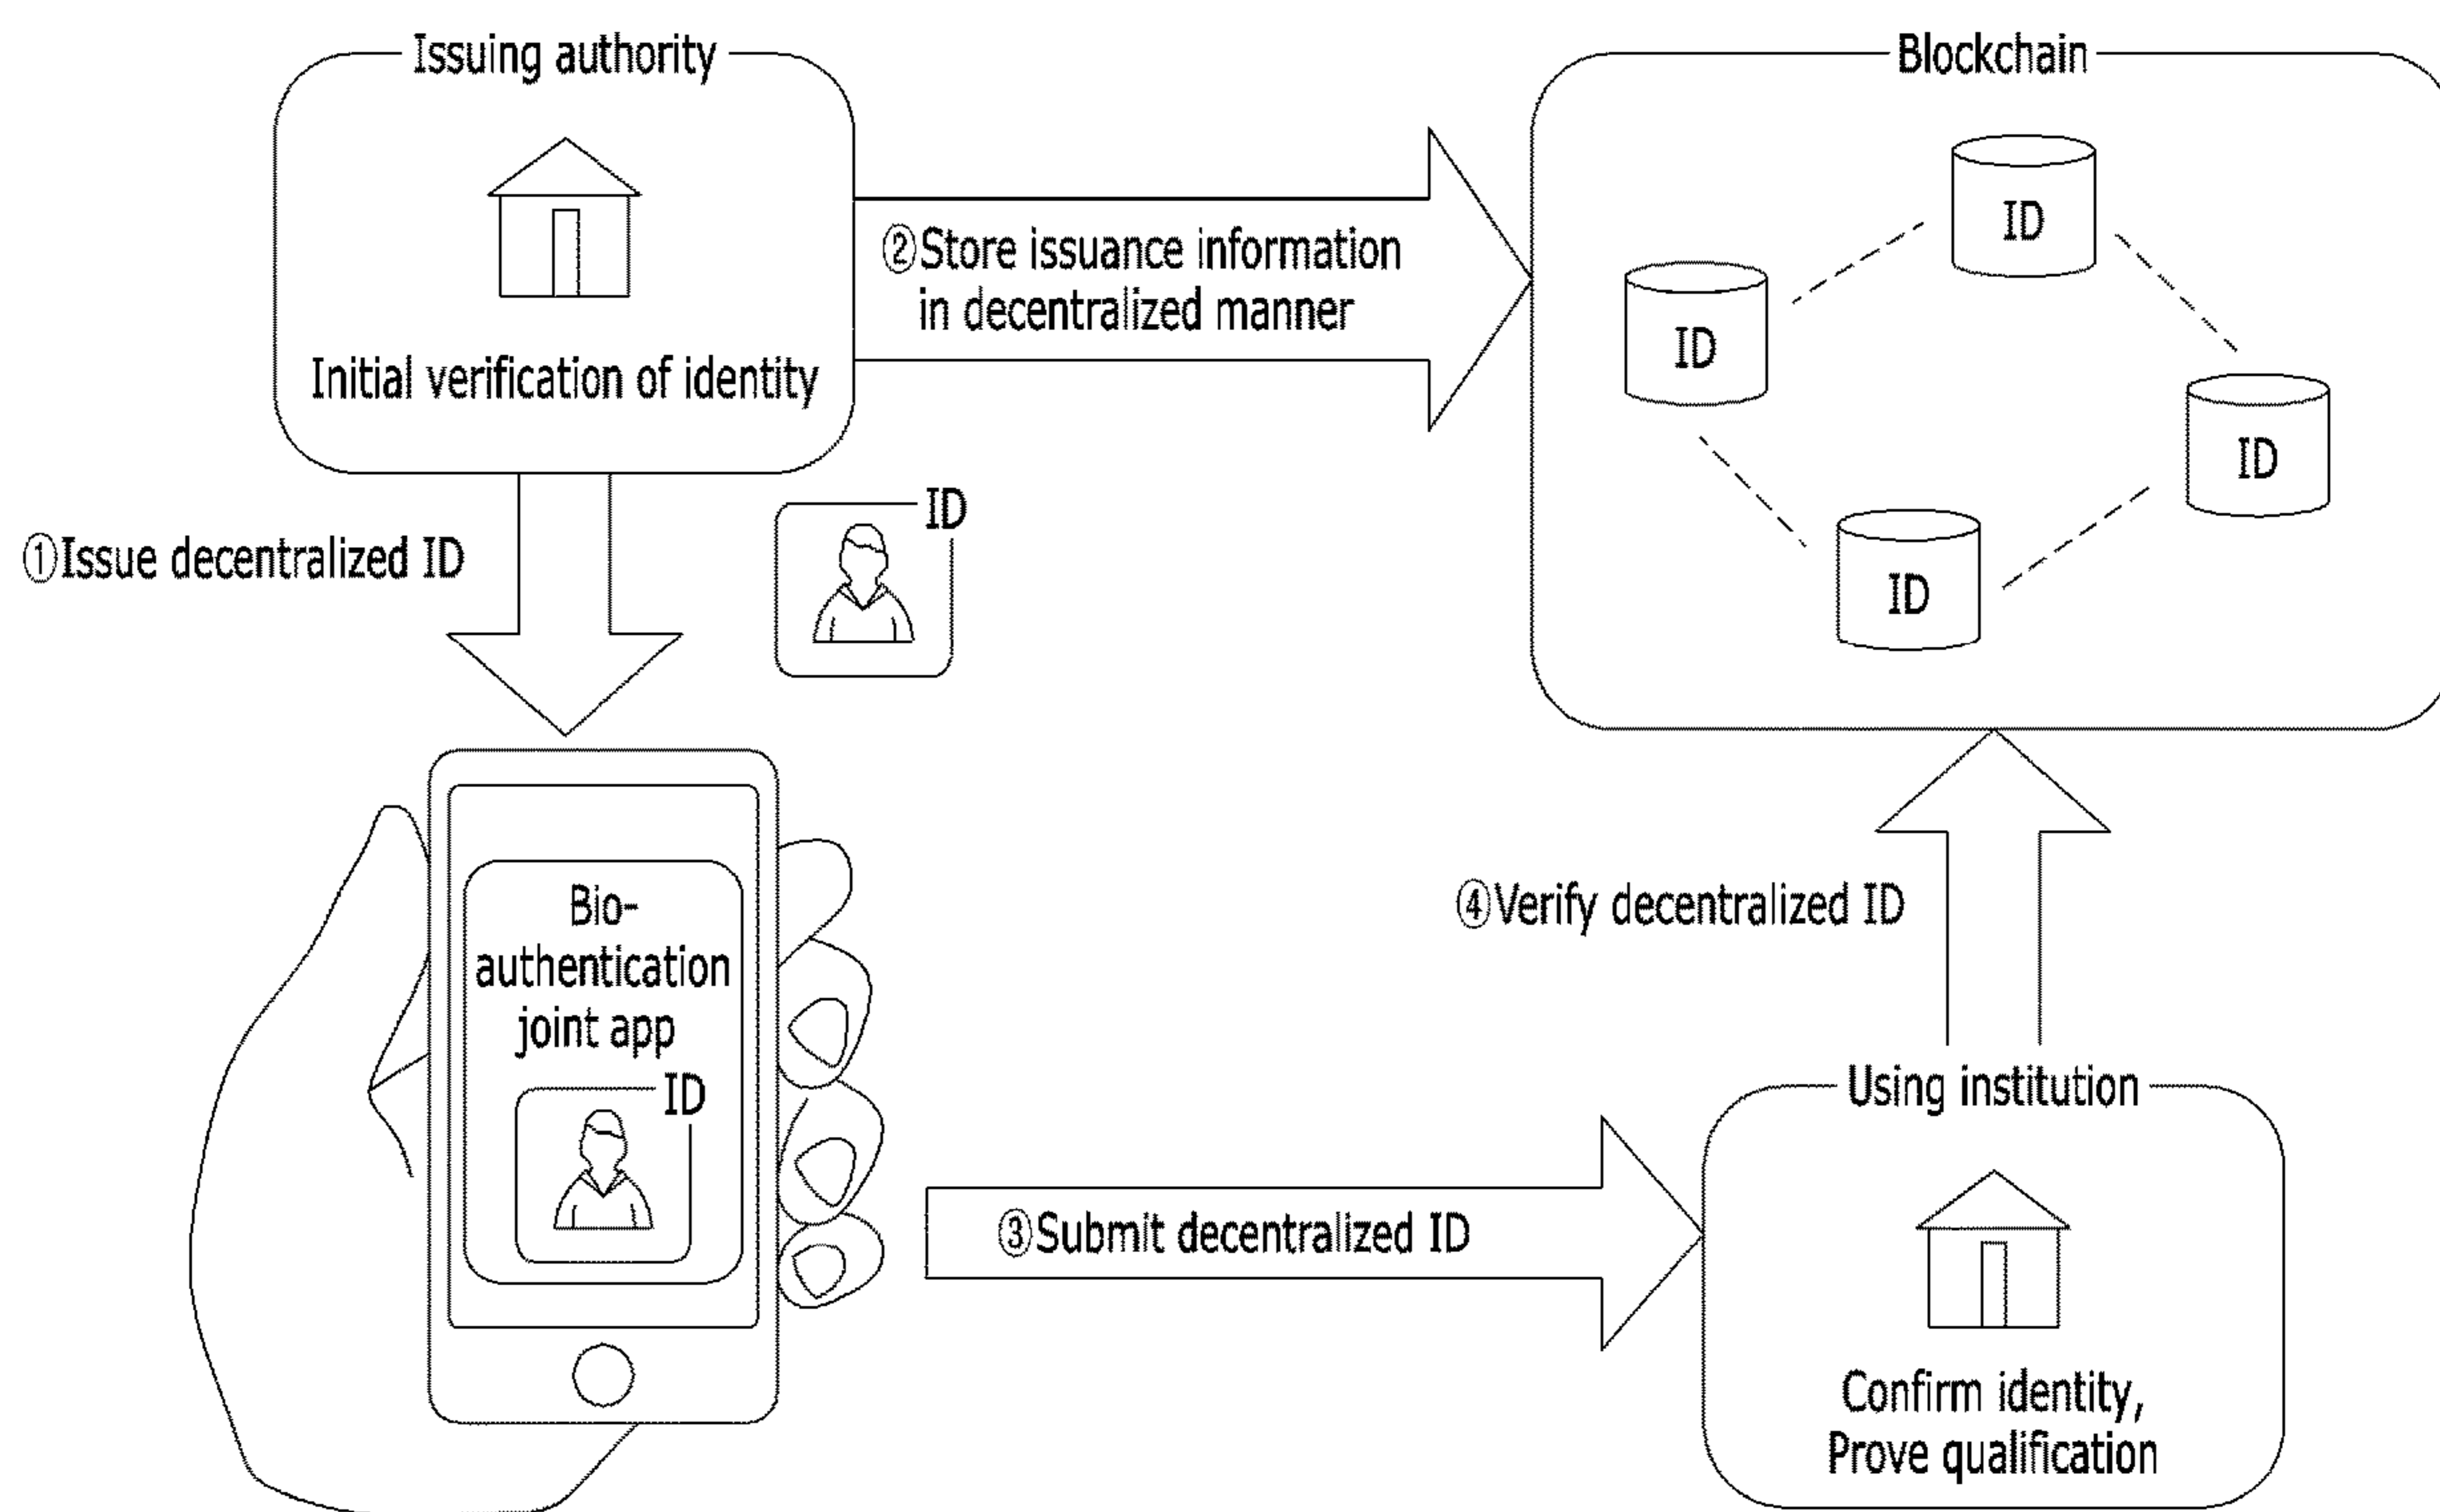 Issuing authority
Initial verification of identity
②Store issuance information
in decentralized manner
Blockchain
ID
ID
ID
ID
①Issue decentralized ID
ID
Bio-
authentication
joint app
ID
③Submit decentralized ID
④Verify decentralized ID
Using institution
Confirm identity,
Prove qualification